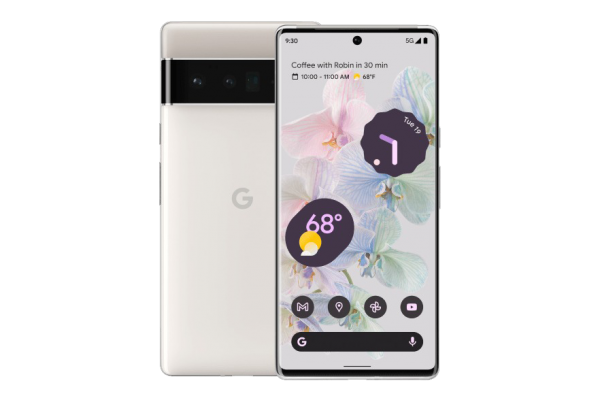 9:30
5G
Coffee with Robin in 30 min
10:00 - 11:00 AM 68°F
Tue 19
68°
G
G